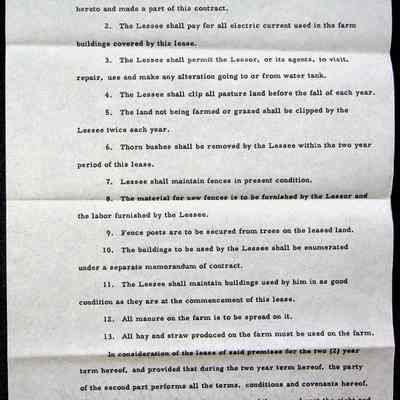 hereto and made a part of this contract.
2. The Lessee shall pay for all electric current used in the farm
buildings covered by this lease.
3. The Lessee shall permit the Lessor, or its agents, to visit,
repair, use and make any alteration going to or from water tank.
4. The Lessee shall clip all pasture land before the fall of each year.
5. The land not being farmed or grazed shall be clipped by the
Lessee twice each year.
6. Thorn bushes shall be removed by the Lessee within the two year
period of this lease.
7. Lessee shall maintain fences in present condition.
8. The material for new fences is to be furnished by the Lessor and
the labor furnished by the Lessee.
9. Fence posts are to be secured from trees on the leased land.
10. The buildings to be used by the Lessee shall be enumerated
under a separate memorandum of contract.
11. The Lessee shall maintain buildings used by him in as good
condition as they are at the commencement of this lease.
12. All manure on the farm is to be spread on it.
13. All hay and straw produced on the farm must be used on the farm.
In consideration of the lease of said premises for the two (2) year
term hereof, and provided that during the two year term hereof, the party
of the second part performs all the terms, conditions and covenants hereof,